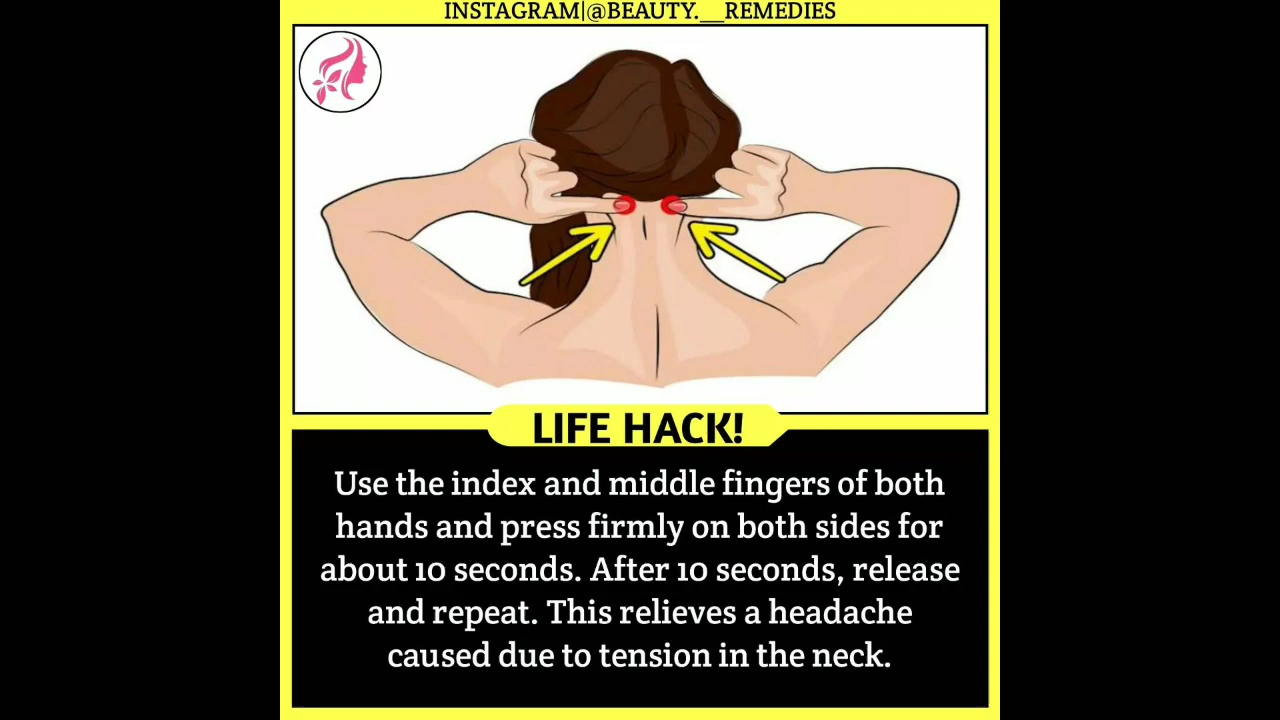 INSTAGRAM|@BEAUTY.__REMEDIES
LIFE HACK!
Use the index and middle fingers of both
hands and press firmly on both sides for
about 10 seconds. After 10 seconds, release
and repeat. This relieves a headache
caused due to tension in the neck.